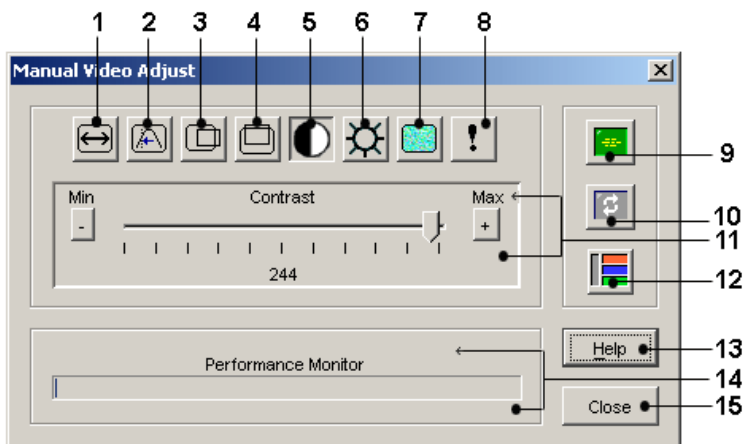 1 2 3 4 5 6 7 8
Manual Video Adjust
9
Min Contrast Max
- +
10
11
244
12
Help 13
Performance Monitor
14
Close 15